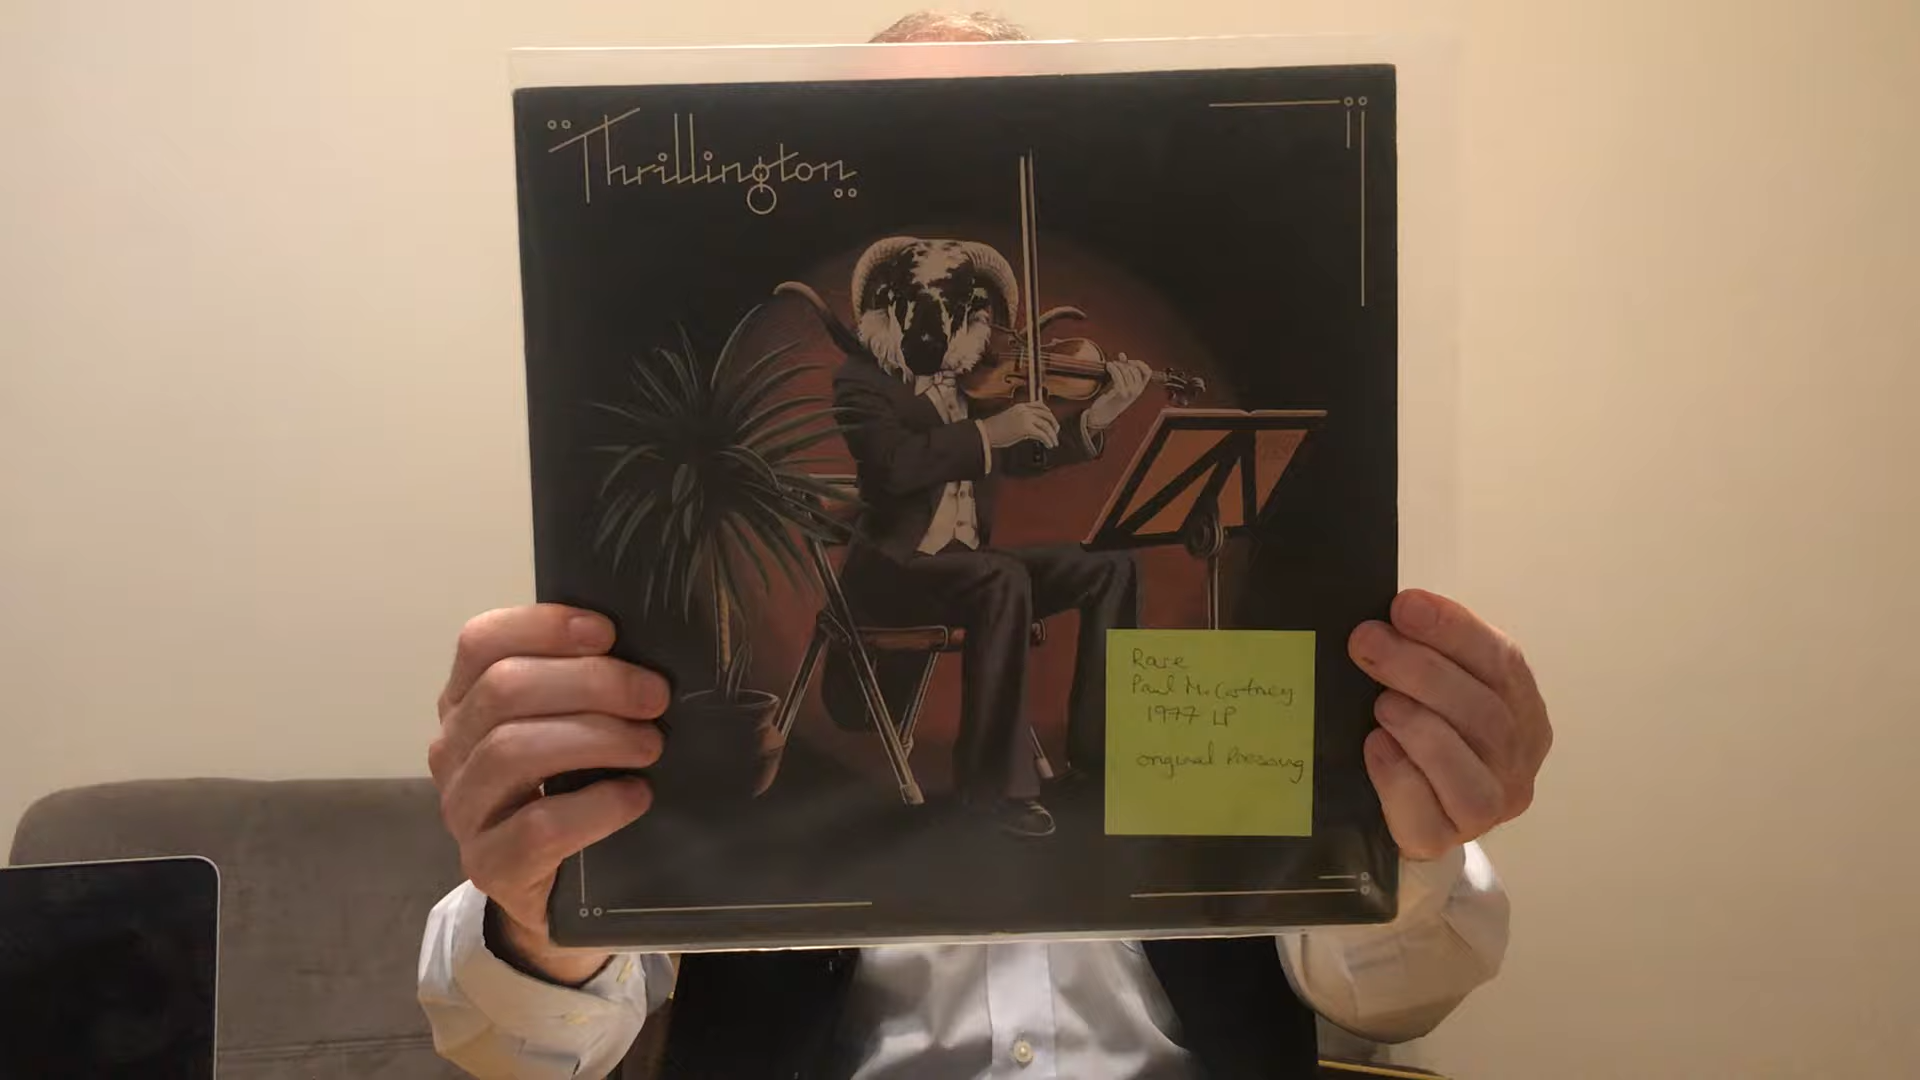 Thrillington
Rare
Paul McCartney
1977 LP
original Pressing